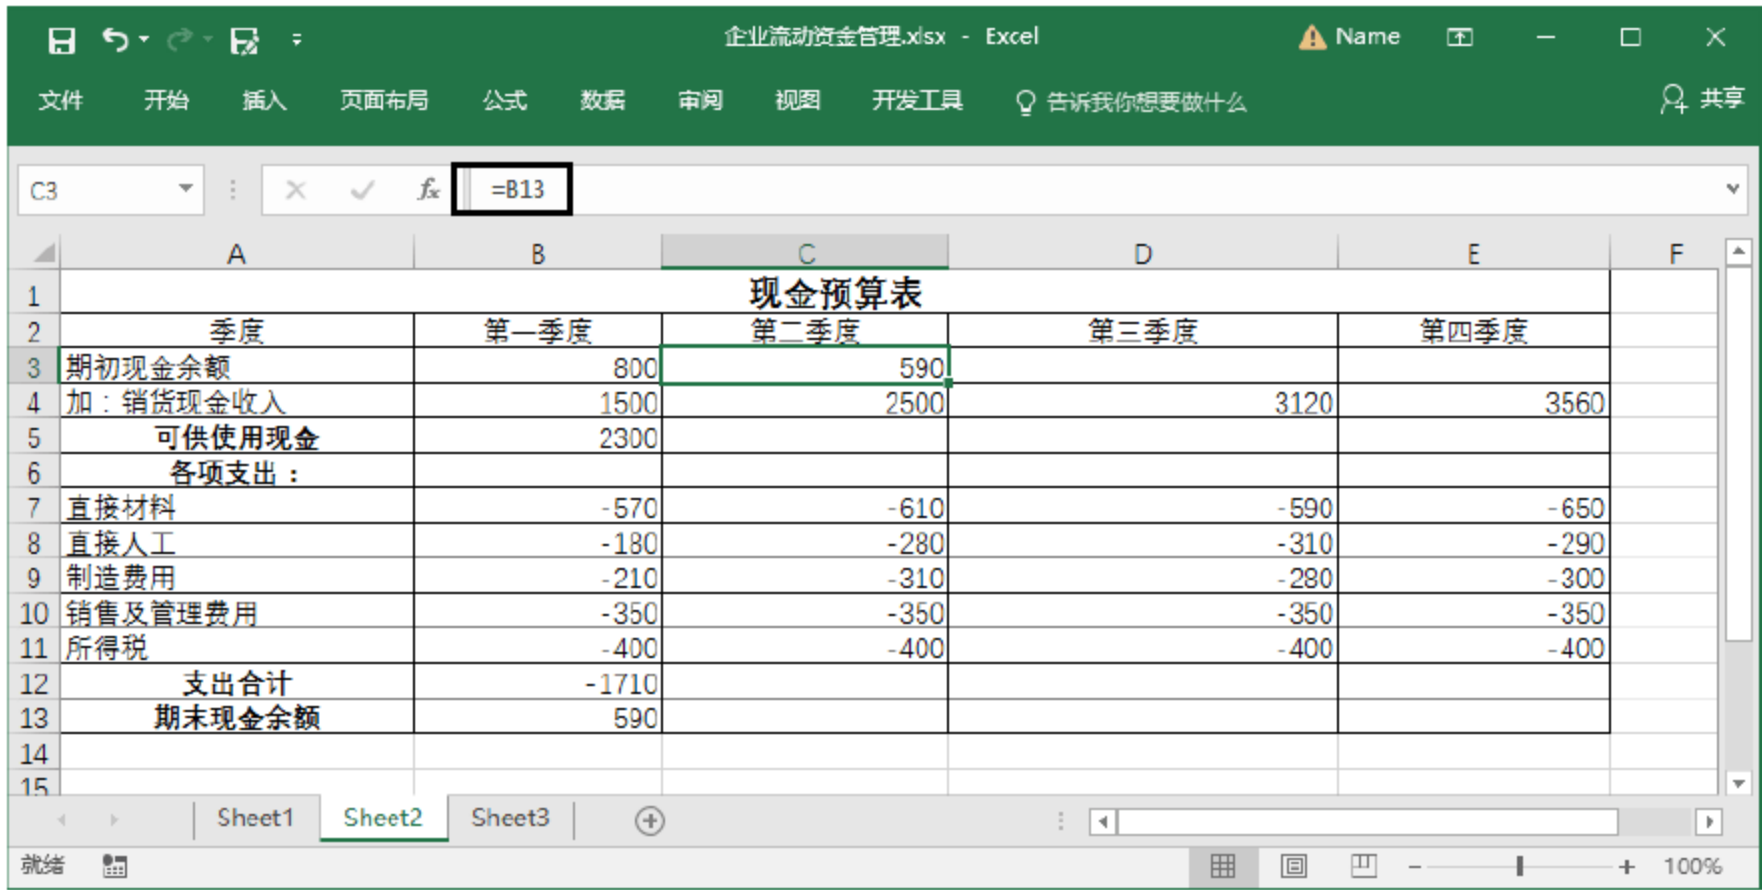 企业流动资金管理.xlsx - Excel Name
文件 开始 插入 页面布局 公式 数据 审阅 视图 开发工具 告诉我你想要做什么 共享
C3 fx =B13
A B C D E F
1 现金预算表
2 季度 第一季度 第二季度 第三季度 第四季度
3 期初现金余额 800 590
4 加：销货现金收入 1500 2500 3120 3560
5 可供使用现金 2300
6 各项支出：
7 直接材料 -570 -610 -590 -650
8 直接人工 -180 -280 -310 -290
9 制造费用 -210 -310 -280 -300
10 销售及管理费用 -350 -350 -350 -350
11 所得税 -400 -400 -400 -400
12 支出合计 -1710
13 期末现金余额 590
14
15
Sheet1 Sheet2 Sheet3
就绪 100%